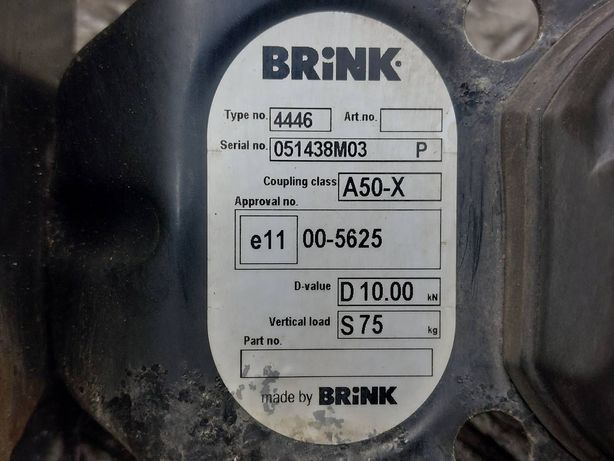 BRiNK
Type no. 4446 Art.no.
Serial no. 051438M03 P
Coupling class A50-X
Approval no.
e11 00-5625
D-value D 10.00 kN
Vertical load S 75 kg
Part no.
made by BRiNK